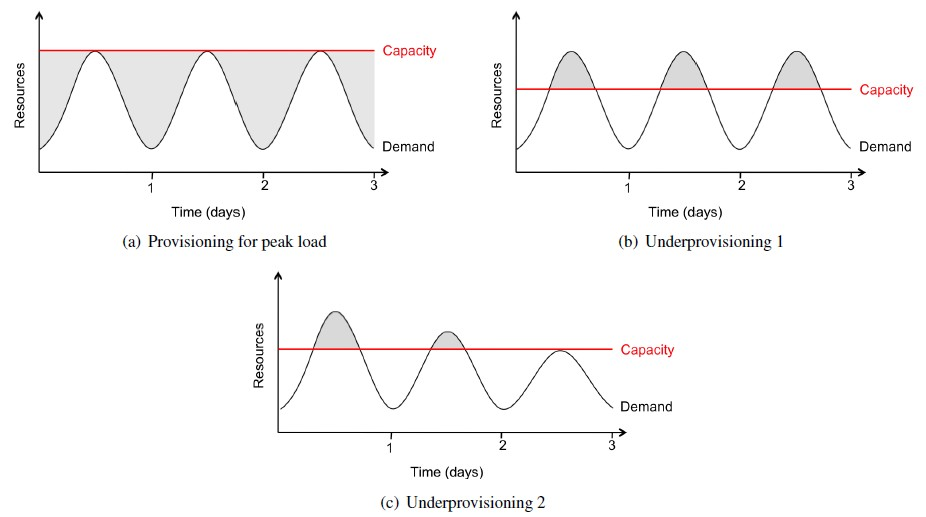 Resources
Capacity
Demand
1
2
3
Time (days)
(a) Provisioning for peak load
Resources
Capacity
Demand
1
2
3
Time (days)
(b) Underprovisioning 1
Resources
Capacity
Demand
1
2
3
Time (days)
(c) Underprovisioning 2